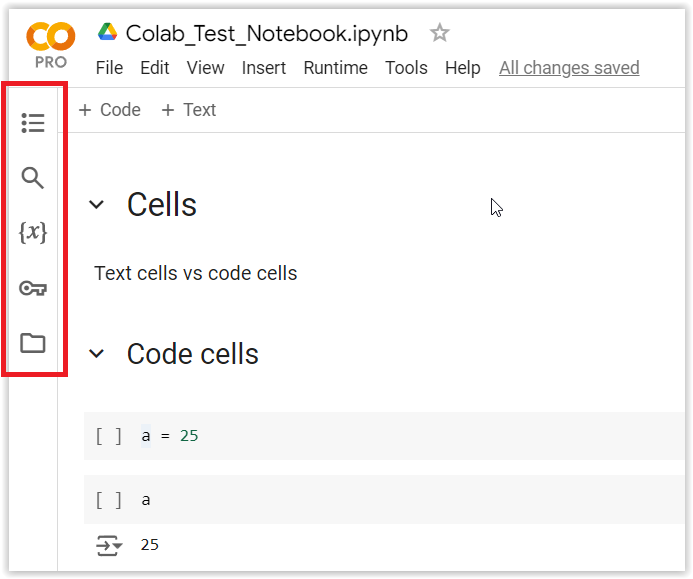 Colab_Test_Notebook.ipynb
PRO
File Edit View Insert Runtime Tools Help All changes saved
+ Code + Text
Cells
{x}
Text cells vs code cells
Code cells
[ ] a = 25
[ ] a
25